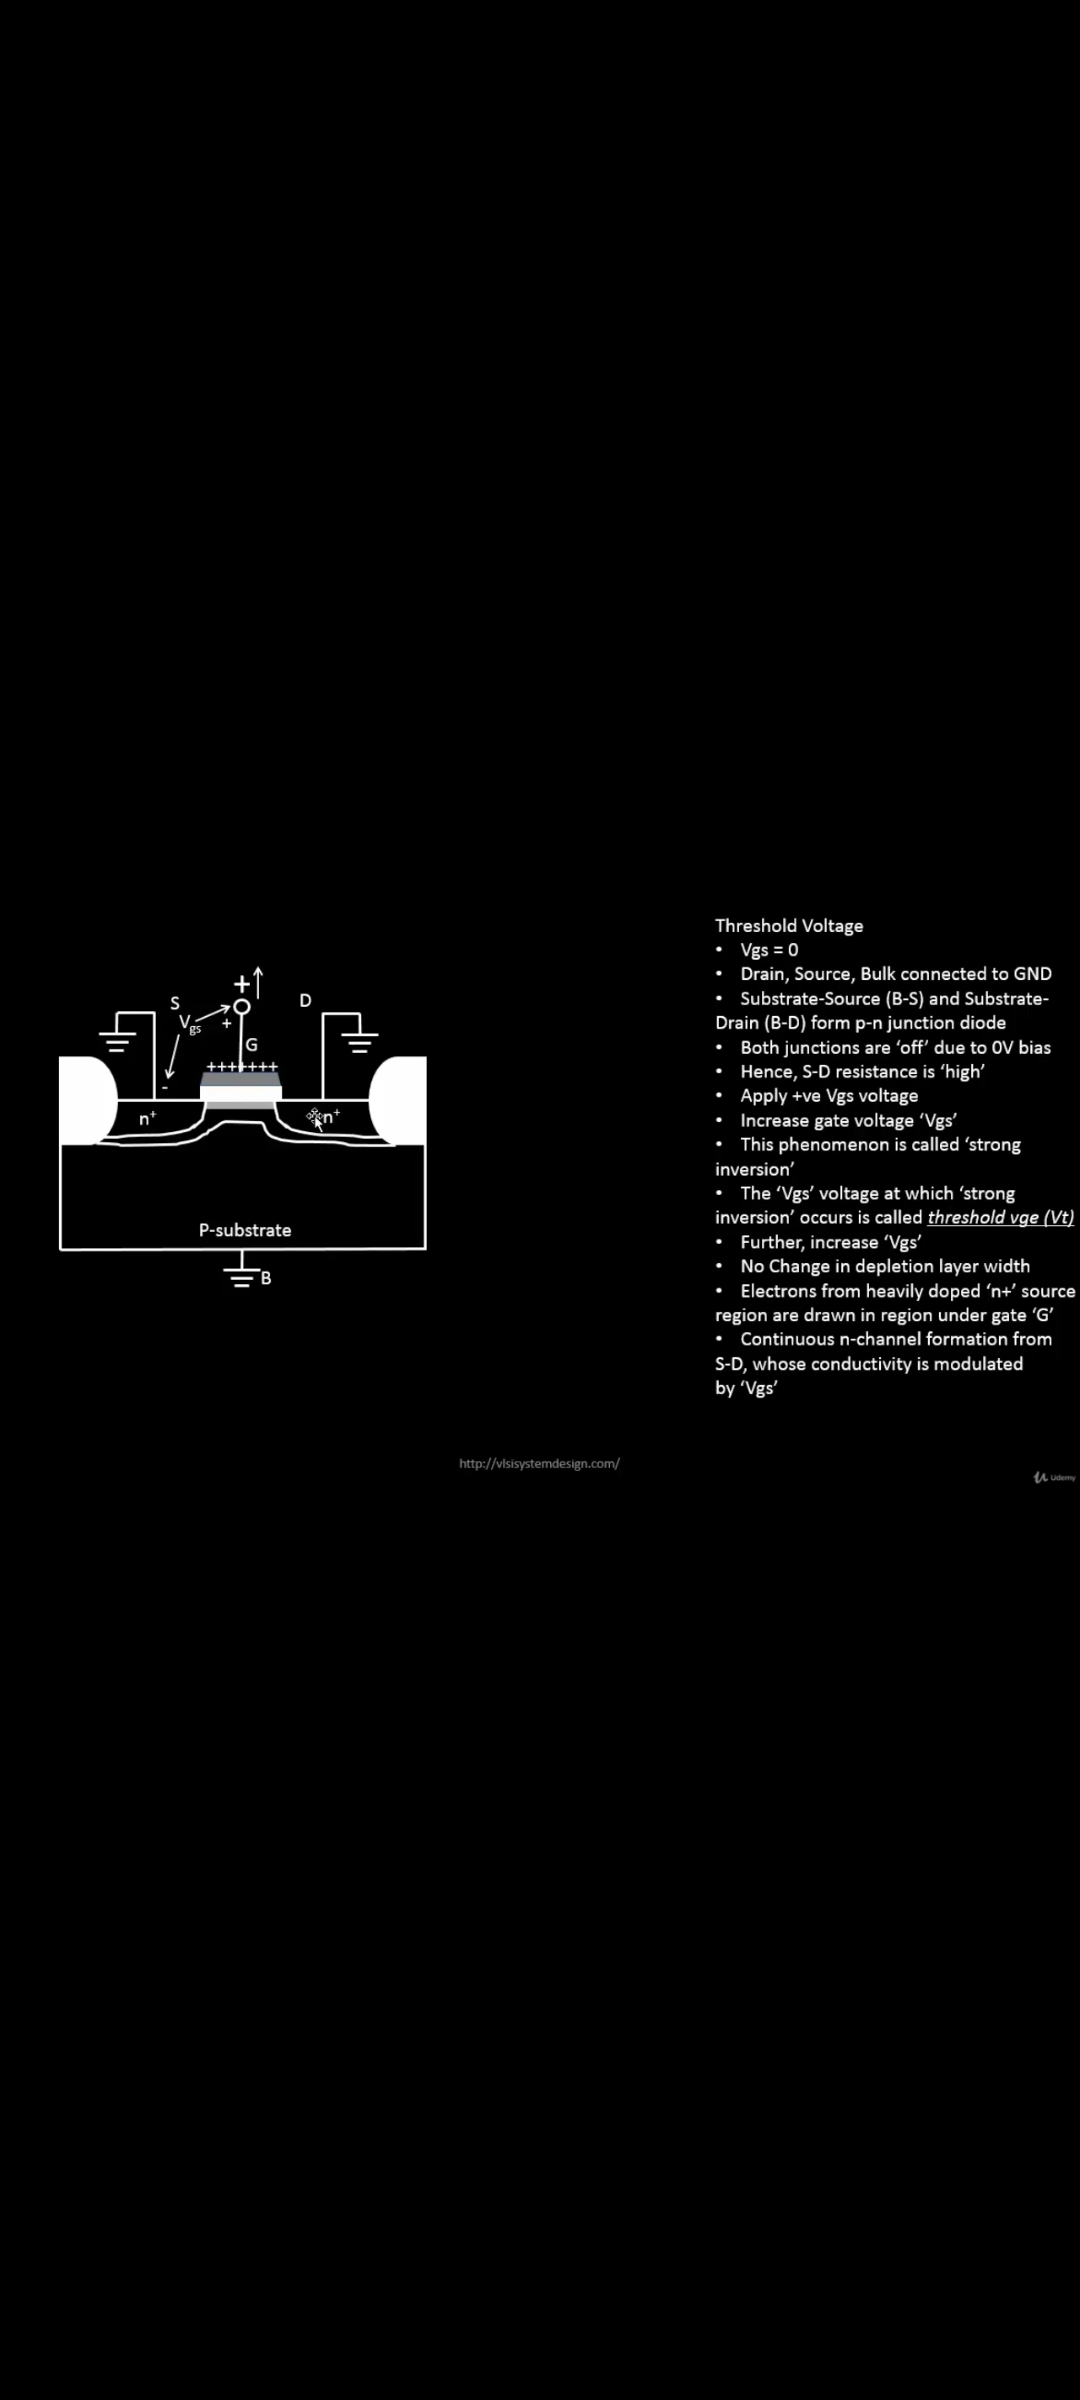 +
S
D
Vgs
+
G
+++++++
-
n+
n+
P-substrate
B
Threshold Voltage
• Vgs = 0
• Drain, Source, Bulk connected to GND
• Substrate-Source (B-S) and Substrate-
Drain (B-D) form p-n junction diode
• Both junctions are ‘off’ due to 0V bias
• Hence, S-D resistance is ‘high’
• Apply +ve Vgs voltage
• Increase gate voltage ‘Vgs’
• This phenomenon is called ‘strong
inversion’
• The ‘Vgs’ voltage at which ‘strong
inversion’ occurs is called threshold vge (Vt)
• Further, increase ‘Vgs’
• No Change in depletion layer width
• Electrons from heavily doped ‘n+’ source
region are drawn in region under gate ‘G’
• Continuous n-channel formation from
S-D, whose conductivity is modulated
by ‘Vgs’
http://vlsisystemdesign.com/
Udemy